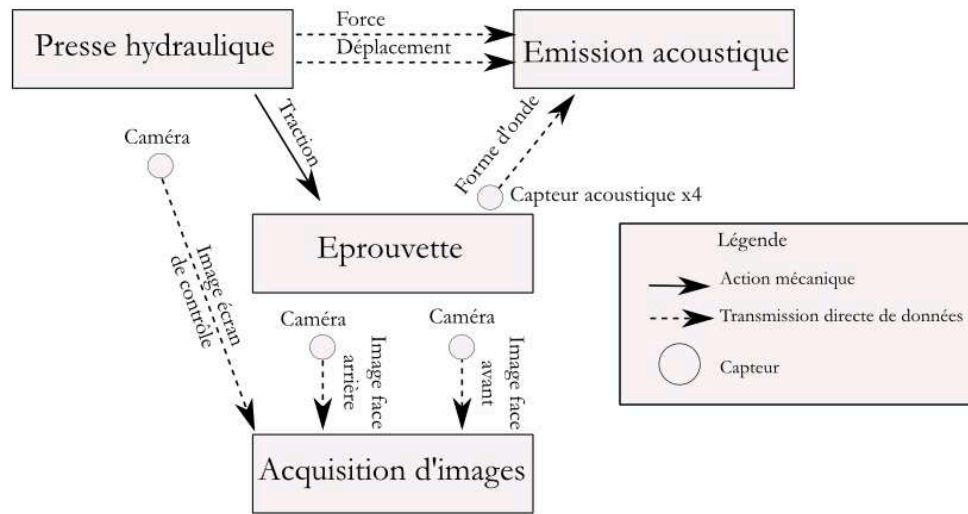 Presse hydraulique
Force
Déplacement
Emission acoustique
Traction
Forme d'onde
Caméra
Capteur acoustique x4
Eprouvette
Image écran
de contrôle
Caméra
Caméra
Image face
arrière
Image face
avant
Acquisition d'images
Légende
Action mécanique
Transmission directe de données
Capteur